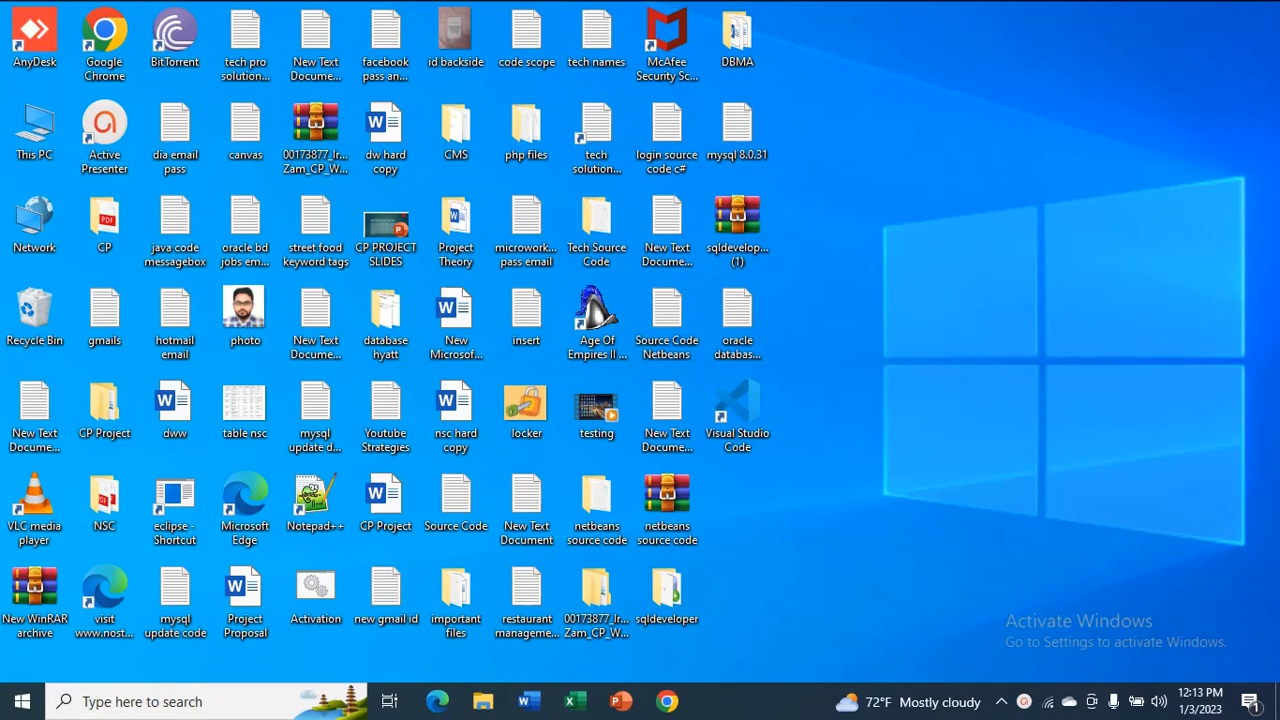 AnyDesk
Google
Chrome
BitTorrent
tech pro
solution...
New Text
Docume...
facebook
pass an...
id backside
code scope
tech names
McAfee
Security Sc...
DBMA
This PC
Active
Presenter
dia email
pass
canvas
00173877_Ir...
Zam_CP_W...
dw hard
copy
CMS
php files
tech
solution...
login source
code c#
mysql 8.0.31
Network
CP
java code
messagebox
oracle bd
jobs em...
street food
keyword tags
CP PROJECT
SLIDES
Project
Theory
microwork...
pass email
Tech Source
Code
New Text
Docume...
sqldevelop...
(1)
Recycle Bin
gmails
hotmail
email
photo
New Text
Docume...
database
hyatt
New
Microsof...
insert
Age Of
Empires II ...
Source Code
Netbeans
oracle
databas...
New Text
Docume...
CP Project
dww
table nsc
mysql
update d...
Youtube
Strategies
nsc hard
copy
locker
testing
New Text
Docume...
Visual Studio
Code
VLC media
player
NSC
eclipse -
Shortcut
Microsoft
Edge
Notepad++
CP Project
Source Code
New Text
Document
netbeans
source code
netbeans
source code
New WinRAR
archive
visit
www.nost...
mysql
update code
Project
Proposal
Activation
new gmail id
important
files
restaurant
manageme...
00173877_Ir...
Zam_CP_W...
sqldeveloper
Activate Windows
Go to Settings to activate Windows.
Type here to search
72°F Mostly cloudy
12:13 PM
1/3/2023
1